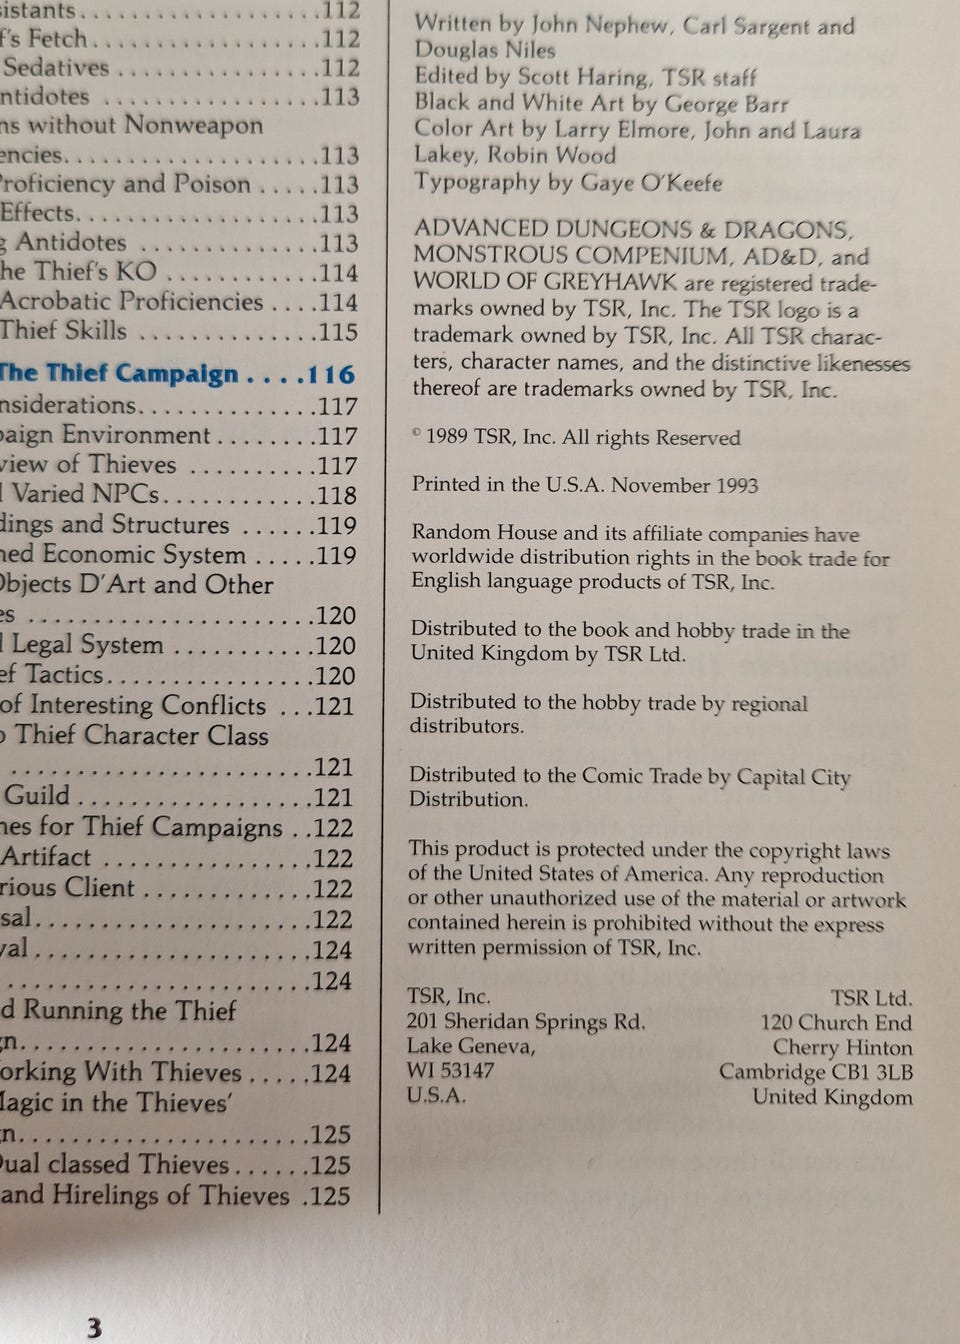 sistants. . . . . . . . . . . . . . . . . .112
f's Fetch . . . . . . . . . . . . . . . . .112
Sedatives . . . . . . . . . . . . . . .112
ntidotes . . . . . . . . . . . . . . . .113
ns without Nonweapon
encies. . . . . . . . . . . . . . . . . . .113
Proficiency and Poison . . . . .113
Effects. . . . . . . . . . . . . . . . . .113
g Antidotes . . . . . . . . . . . . .113
he Thief's KO . . . . . . . . . . .114
Acrobatic Proficiencies . . . .114
Thief Skills . . . . . . . . . . . . .115
The Thief Campaign . . . .116
nsiderations. . . . . . . . . . . . .117
paign Environment . . . . . . .117
view of Thieves . . . . . . . . . .117
l Varied NPCs. . . . . . . . . . . .118
dings and Structures . . . . . .119
ned Economic System . . . . .119
Objects D'Art and Other
es . . . . . . . . . . . . . . . . . . . . .120
l Legal System . . . . . . . . . . .120
ef Tactics. . . . . . . . . . . . . . . .120
of Interesting Conflicts . . .121
o Thief Character Class
. . . . . . . . . . . . . . . . . . . . . .121
Guild . . . . . . . . . . . . . . . . .121
nes for Thief Campaigns . .122
Artifact . . . . . . . . . . . . . . .122
rious Client . . . . . . . . . . . .122
sal. . . . . . . . . . . . . . . . . . . .122
val . . . . . . . . . . . . . . . . . . . .124
. . . . . . . . . . . . . . . . . . . . . .124
d Running the Thief
gn. . . . . . . . . . . . . . . . . . . . .124
orking With Thieves . . . . .124
Magic in the Thieves'
gn. . . . . . . . . . . . . . . . . . . . .125
Dual classed Thieves . . . . . .125
and Hirelings of Thieves .125
3
Written by John Nephew, Carl Sargent and
Douglas Niles
Edited by Scott Haring, TSR staff
Black and White Art by George Barr
Color Art by Larry Elmore, John and Laura
Lakey, Robin Wood
Typography by Gaye O'Keefe
ADVANCED DUNGEONS & DRAGONS,
MONSTROUS COMPENIUM, AD&D, and
WORLD OF GREYHAWK are registered trade-
marks owned by TSR, Inc. The TSR logo is a
trademark owned by TSR, Inc. All TSR charac-
ters, character names, and the distinctive likenesses
thereof are trademarks owned by TSR, Inc.
© 1989 TSR, Inc. All rights Reserved
Printed in the U.S.A. November 1993
Random House and its affiliate companies have
worldwide distribution rights in the book trade for
English language products of TSR, Inc.
Distributed to the book and hobby trade in the
United Kingdom by TSR Ltd.
Distributed to the hobby trade by regional
distributors.
Distributed to the Comic Trade by Capital City
Distribution.
This product is protected under the copyright laws
of the United States of America. Any reproduction
or other unauthorized use of the material or artwork
contained herein is prohibited without the express
written permission of TSR, Inc.
TSR, Inc.
201 Sheridan Springs Rd.
Lake Geneva,
WI 53147
U.S.A.
TSR Ltd.
120 Church End
Cherry Hinton
Cambridge CB1 3LB
United Kingdom